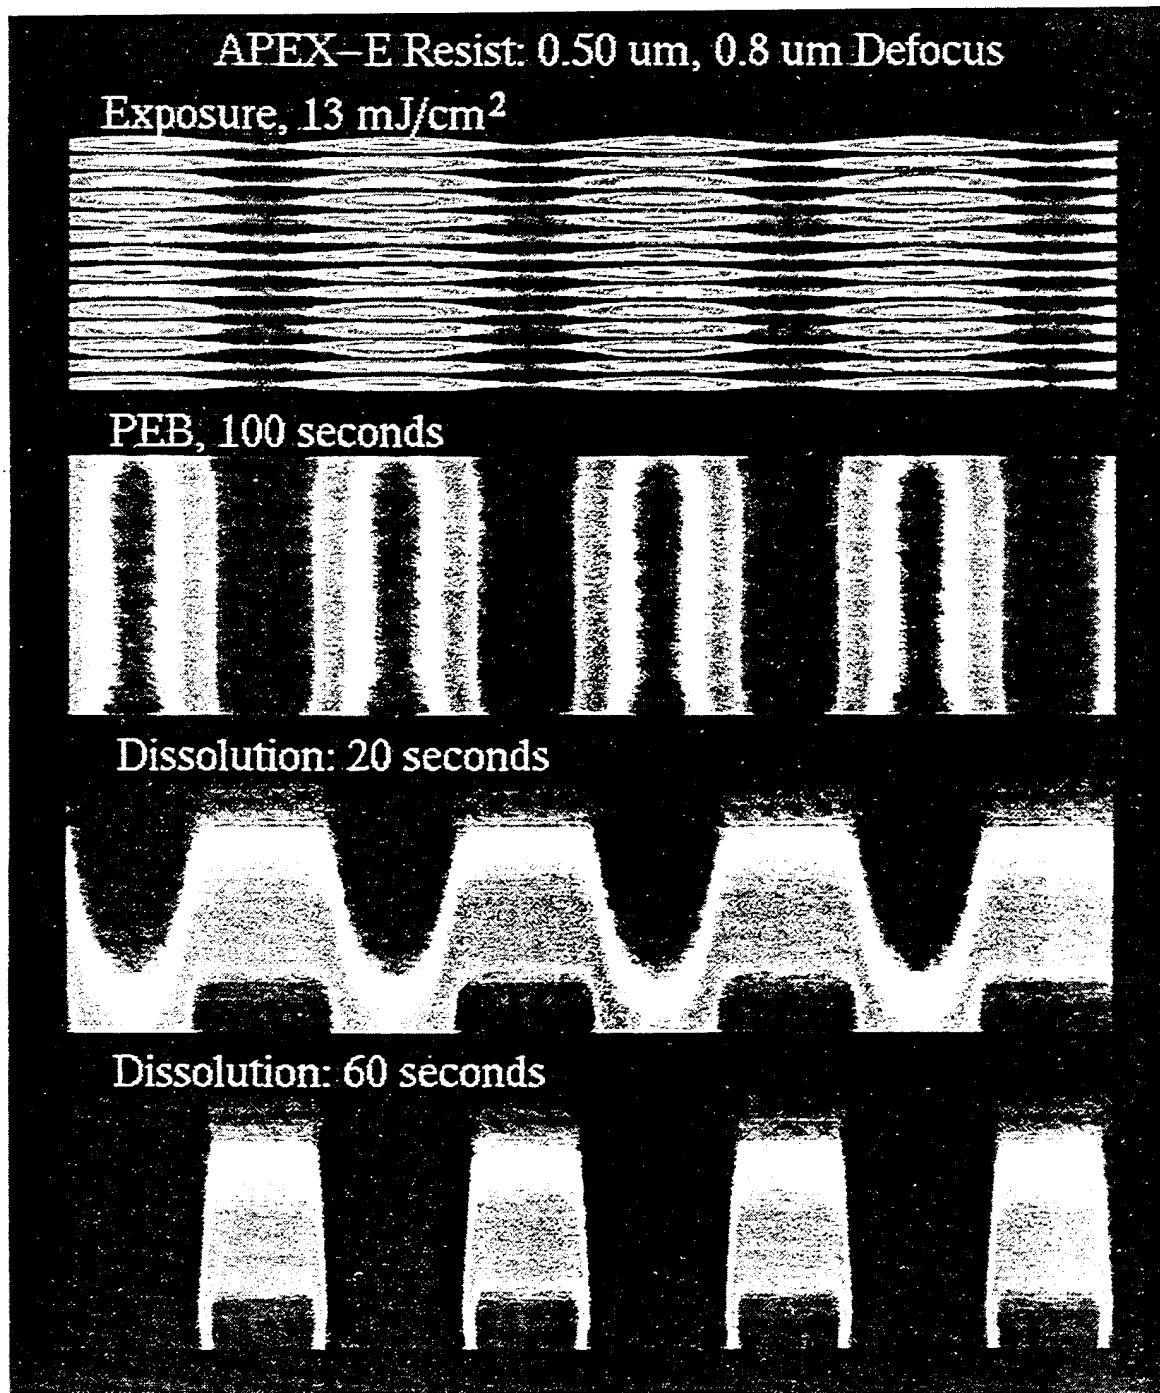 APEX–E Resist: 0.50 um, 0.8 um Defocus
Exposure, 13 mJ/cm²
PEB, 100 seconds
Dissolution: 20 seconds
Dissolution: 60 seconds